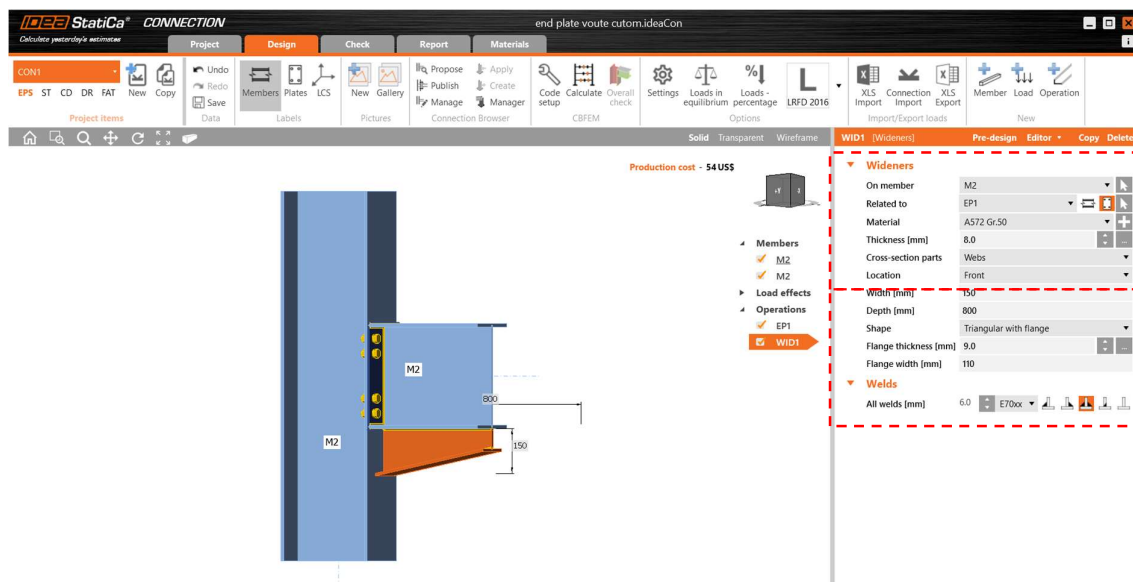 IDEA StatiCa® CONNECTION
end plate voute cutom.ideaCon
Calculate yesterday's estimates
Project Design Check Report Materials
CON1
EPS ST CD DR FAT
New Copy
Undo
Redo
Save
Members Plates LCS
New Gallery
Propose Apply
Publish Create
Manage Manager
Code setup
Calculate
Overall check
Settings
Loads in equilibrium
Loads - percentage
LRFD 2016
XLS Import
Connection Import
XLS Export
Member Load Operation
Project Items Data Labels Pictures Connection Browser CBFEM Options Import/Export loads New
Solid Transparent Wireframe
WID1 [Wideners] Pre-design Editor Copy Delete
Production cost - 54 US$
Members
M2
M2
Load effects
Operations
EP1
WID1
M2
800
M2
150
Wideners
On member M2
Related to EP1
Material A572 Gr.50
Thickness [mm] 8.0
Cross-section parts Webs
Location Front
Width [mm] 150
Depth [mm] 800
Shape Triangular with flange
Flange thickness [mm] 9.0
Flange width [mm] 110
Welds
All welds [mm] 6.0 E70xx